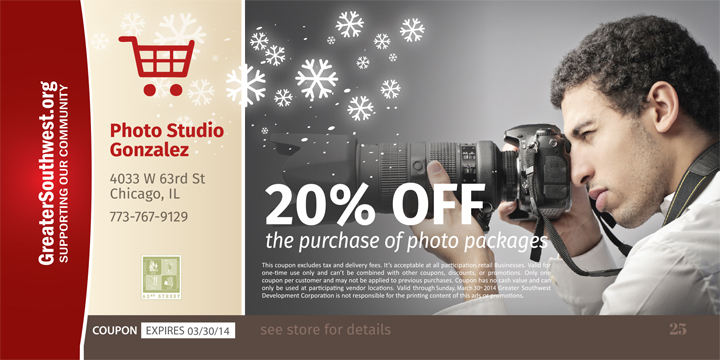 GreaterSouthwest.org
SUPPORTING OUR COMMUNITY
Photo Studio
Gonzalez
4033 W 63rd St
Chicago, IL
773-767-9129
63RD STREET
20% OFF
the purchase of photo packages
This coupon excludes tax and delivery fees. It's acceptable at all participation retail Businesses. Valid for
one-time use only and can't be combined with other coupons, discounts, or promotions. Only one
coupon per customer and may not be applied to previous purchases. Coupon has no cash value and can
only be used at participating vendor locations. Valid through Sunday, March 30th 2014 Greater Southwest
Development Corporation is not responsible for the printing content of this ads or promotions.
COUPON EXPIRES 03/30/14
see store for details
25